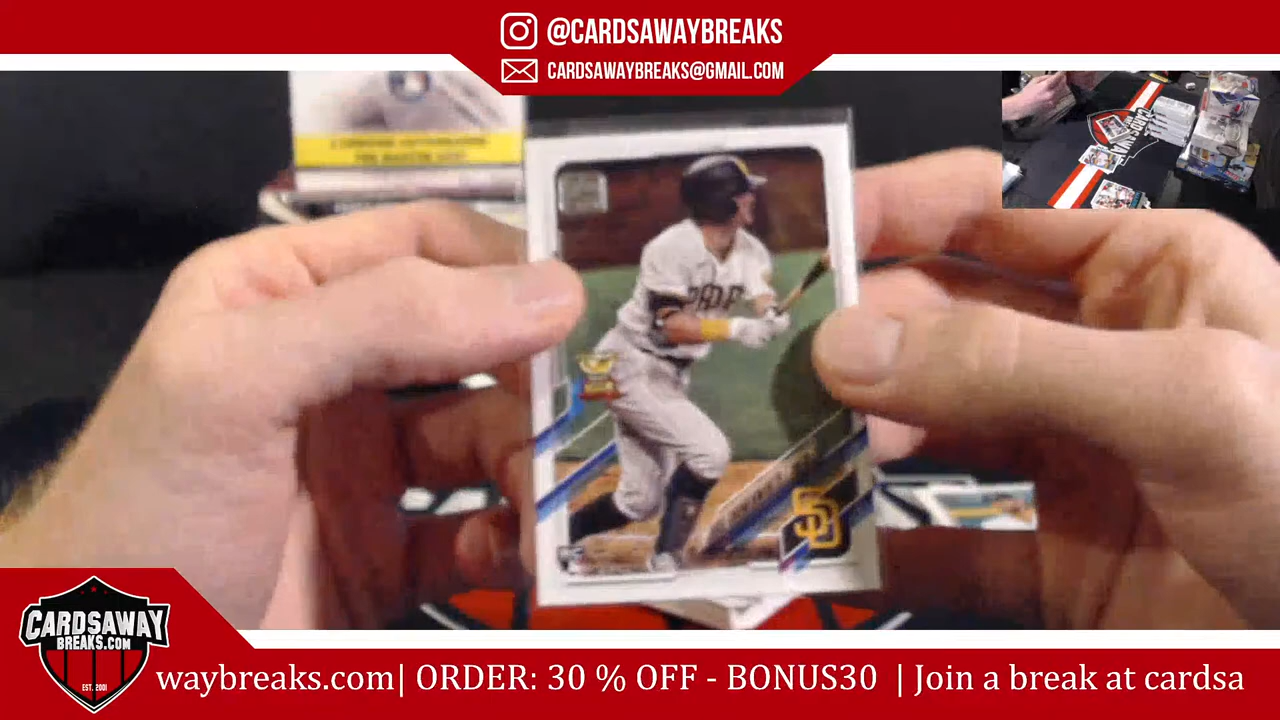 @CARDSAWAYBREAKS
CARDSAWAYBREAKS@GMAIL.COM
CARDSAWAY
BREAKS.COM
EST. 2001
waybreaks.com| ORDER: 30 % OFF - BONUS30 | Join a break at cardsa